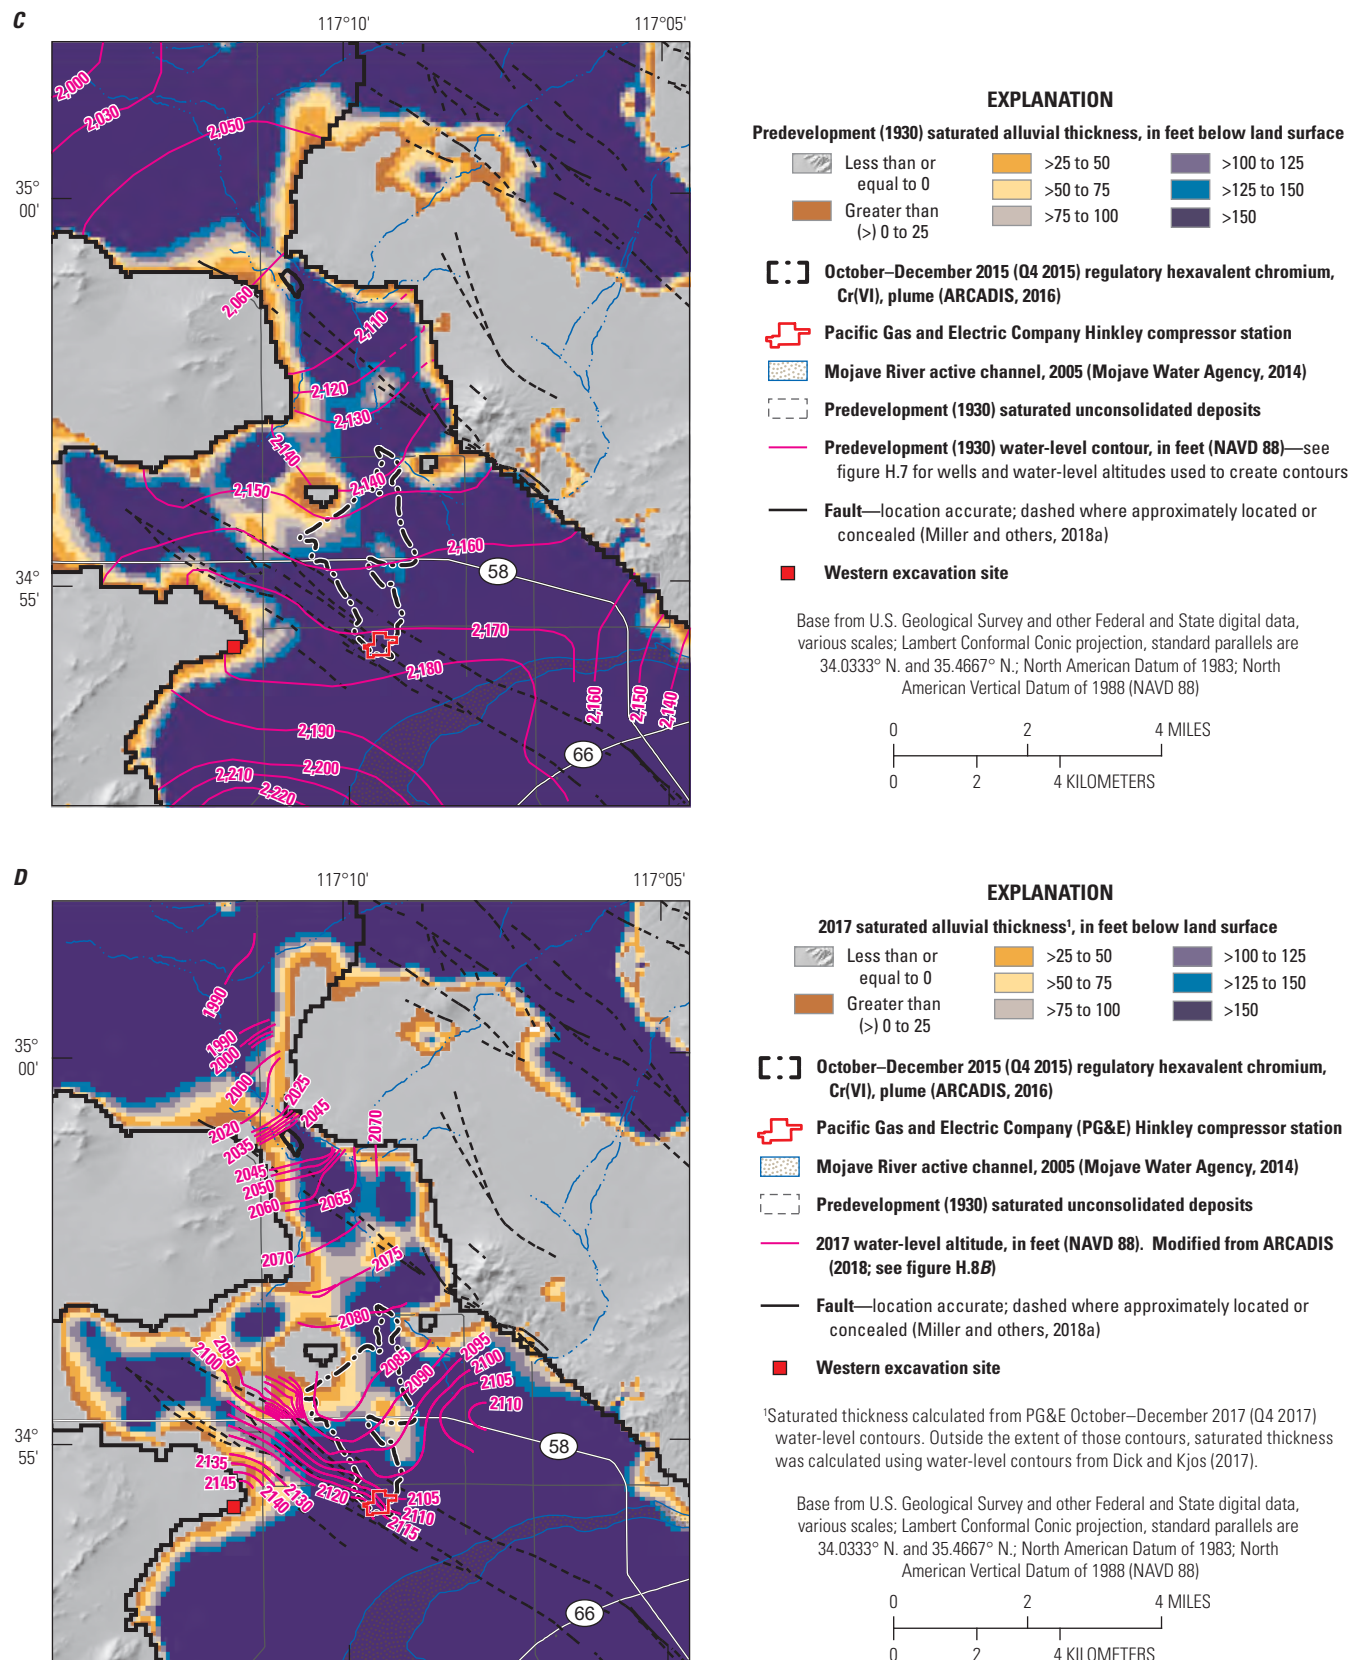 C
117°10'
117°05'
35°
00'
34°
55'
2,000
2,030
2,050
2,060
2,110
2,120
2,130
2,140
2,140
2,150
2,160
58
2,170
2,180
2,190
2,200
2,210
2,220
2,160
2,150
2,140
66
EXPLANATION
Predevelopment (1930) saturated alluvial thickness, in feet below land surface
Less than or
equal to 0
Greater than
(>) 0 to 25
>25 to 50
>50 to 75
>75 to 100
>100 to 125
>125 to 150
>150
October–December 2015 (Q4 2015) regulatory hexavalent chromium,
Cr(VI), plume (ARCADIS, 2016)
Pacific Gas and Electric Company Hinkley compressor station
Mojave River active channel, 2005 (Mojave Water Agency, 2014)
Predevelopment (1930) saturated unconsolidated deposits
Predevelopment (1930) water-level contour, in feet (NAVD 88)—see
figure H.7 for wells and water-level altitudes used to create contours
Fault—location accurate; dashed where approximately located or
concealed (Miller and others, 2018a)
Western excavation site
Base from U.S. Geological Survey and other Federal and State digital data,
various scales; Lambert Conformal Conic projection, standard parallels are
34.0333° N. and 35.4667° N.; North American Datum of 1983; North
American Vertical Datum of 1988 (NAVD 88)
0 2 4 MILES
0 2 4 KILOMETERS
D
117°10'
117°05'
35°
00'
34°
55'
1990
1990
2000
2000
2025
2045
2020
2035
2070
2045
2050
2060
2065
2070
2075
2080
2095
2100
2085
2090
2095
2100
2105
2110
58
2135
2145
2140
2130
2120
2105
2110
2115
66
EXPLANATION
2017 saturated alluvial thickness¹, in feet below land surface
Less than or
equal to 0
Greater than
(>) 0 to 25
>25 to 50
>50 to 75
>75 to 100
>100 to 125
>125 to 150
>150
October–December 2015 (Q4 2015) regulatory hexavalent chromium,
Cr(VI), plume (ARCADIS, 2016)
Pacific Gas and Electric Company (PG&E) Hinkley compressor station
Mojave River active channel, 2005 (Mojave Water Agency, 2014)
Predevelopment (1930) saturated unconsolidated deposits
2017 water-level altitude, in feet (NAVD 88). Modified from ARCADIS
(2018; see figure H.8B)
Fault—location accurate; dashed where approximately located or
concealed (Miller and others, 2018a)
Western excavation site
¹Saturated thickness calculated from PG&E October–December 2017 (Q4 2017)
water-level contours. Outside the extent of those contours, saturated thickness
was calculated using water-level contours from Dick and Kjos (2017).
Base from U.S. Geological Survey and other Federal and State digital data,
various scales; Lambert Conformal Conic projection, standard parallels are
34.0333° N. and 35.4667° N.; North American Datum of 1983; North
American Vertical Datum of 1988 (NAVD 88)
0 2 4 MILES
0 2 4 KILOMETERS